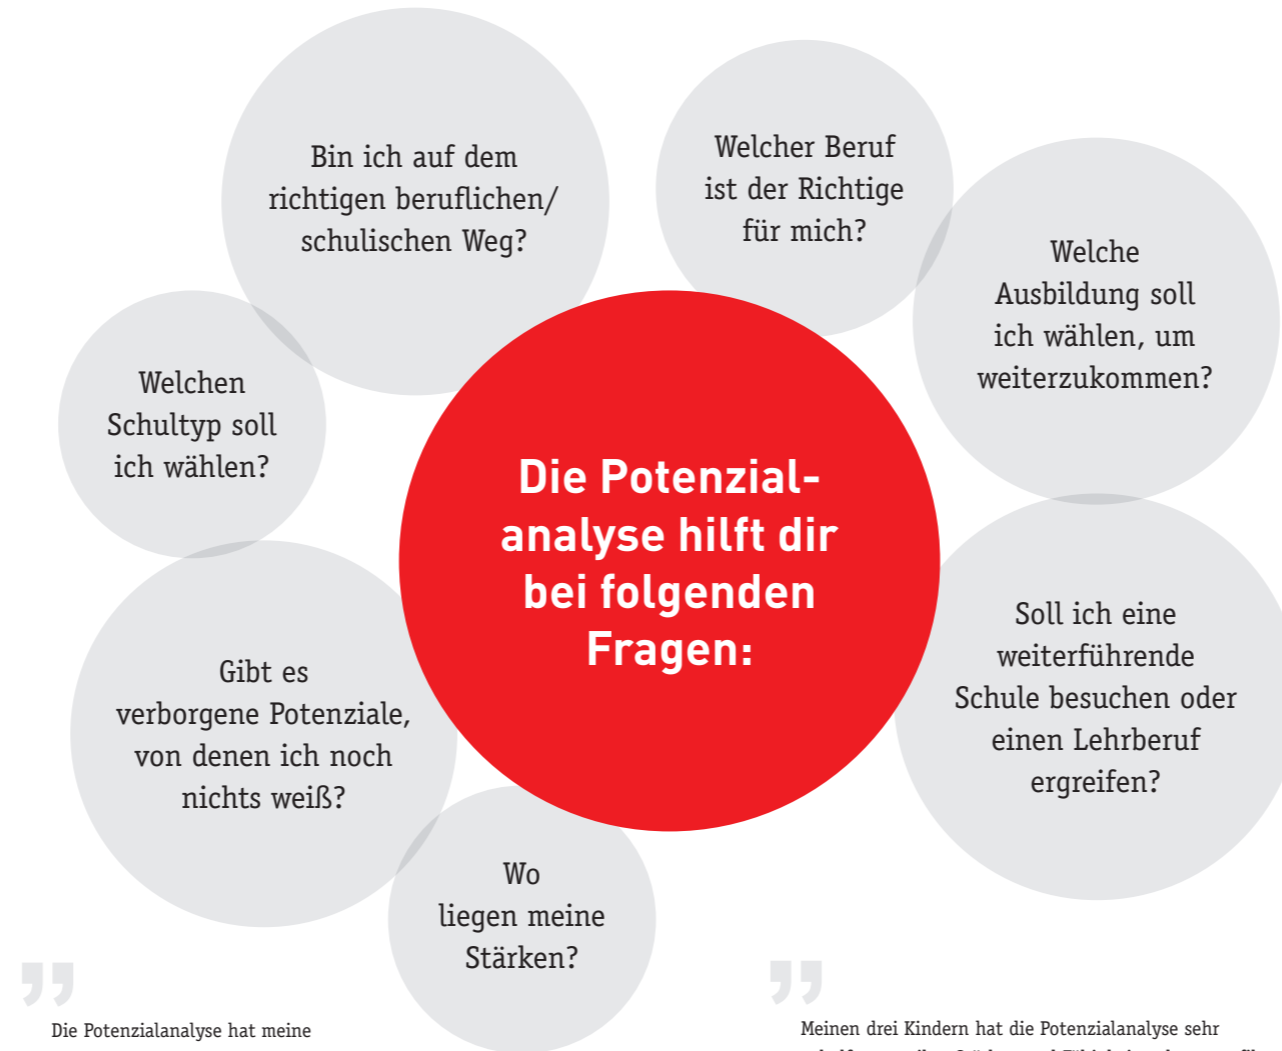 Bin ich auf dem
richtigen beruflichen/
schulischen Weg?
Welcher Beruf
ist der Richtige
für mich?
Welche
Ausbildung soll
ich wählen, um
weiterzukommen?
Welchen
Schultyp soll
ich wählen?
Die Potenzial-
analyse hilft dir
bei folgenden
Fragen:
Soll ich eine
weiterführende
Schule besuchen oder
einen Lehrberuf
ergreifen?
Gibt es
verborgene Potenziale,
von denen ich noch
nichts weiß?
Wo
liegen meine
Stärken?
”
Die Potenzialanalyse hat meine
”
Meinen drei Kindern hat die Potenzialanalyse sehr